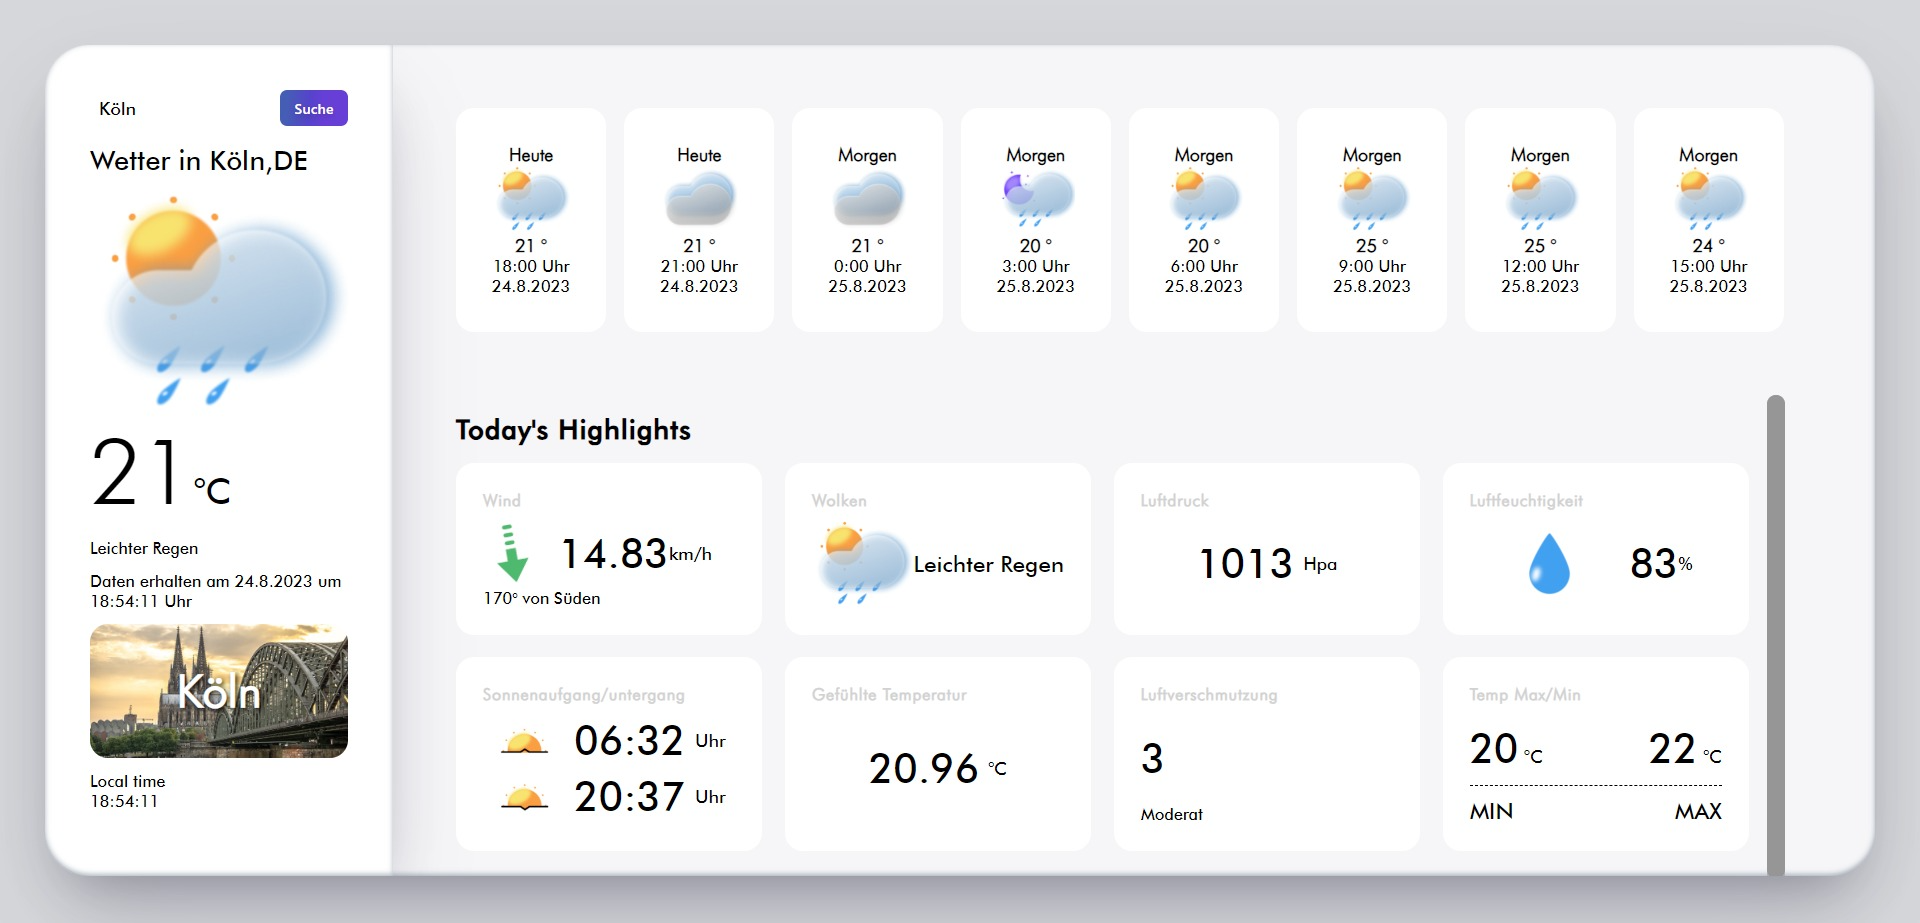 Köln
Suche
Wetter in Köln,DE
21 °C
Leichter Regen
Daten erhalten am 24.8.2023 um
18:54:11 Uhr
Köln
Local time
18:54:11
Heute
21 °
18:00 Uhr
24.8.2023
Heute
21 °
21:00 Uhr
24.8.2023
Morgen
21 °
0:00 Uhr
25.8.2023
Morgen
20 °
3:00 Uhr
25.8.2023
Morgen
20 °
6:00 Uhr
25.8.2023
Morgen
25 °
9:00 Uhr
25.8.2023
Morgen
25 °
12:00 Uhr
25.8.2023
Morgen
24 °
15:00 Uhr
25.8.2023
Today's Highlights
Wind
14.83km/h
170° von Süden
Wolken
Leichter Regen
Luftdruck
1013 Hpa
Luftfeuchtigkeit
83%
Sonnenaufgang/untergang
06:32 Uhr
20:37 Uhr
Gefühlte Temperatur
20.96 °C
Luftverschmutzung
3
Moderat
Temp Max/Min
20 °C 22 °C
MIN MAX